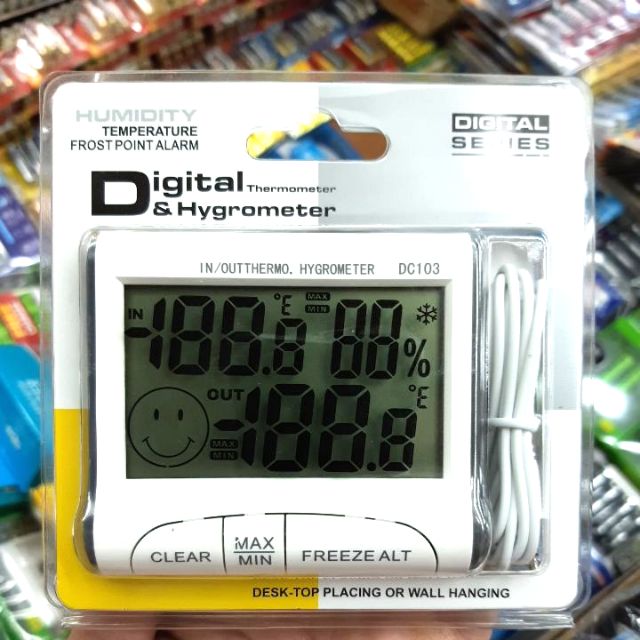 HUMIDITY
TEMPERATURE
FROST POINT ALARM
DIGITAL
SERIES
Digital Thermometer
& Hygrometer
IN/OUTTHERMO. HYGROMETER DC103
IN -188.8 °E MAX MIN 88 %
OUT MAX MIN -188.8 °E
CLEAR
MAX
MIN
FREEZE ALT
DESK-TOP PLACING OR WALL HANGING